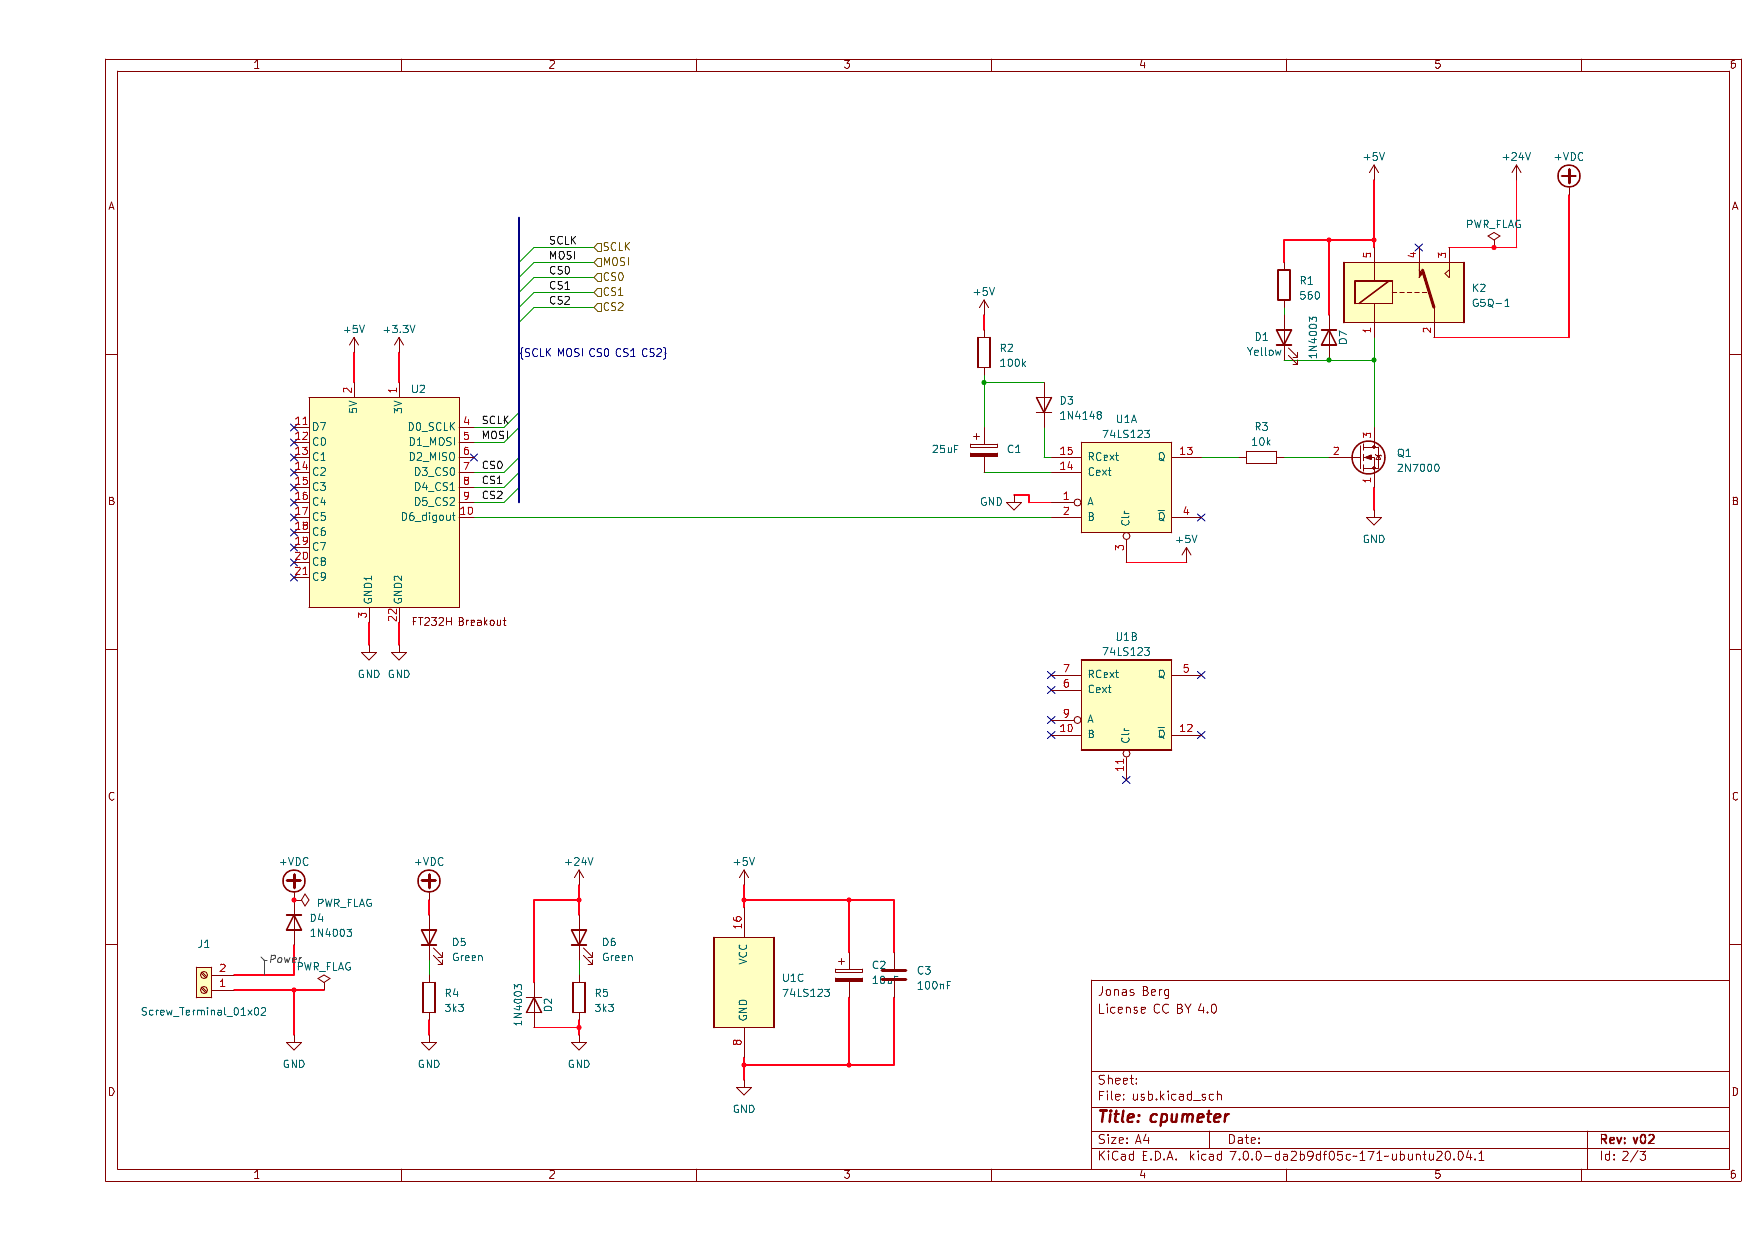 1 2 3 4 5 6
A A
B B
C C
D D
1 2 3 4 5 6
SCLK SCLK
MOSI MOSI
CS0 CS0
CS1 CS1
CS2 CS2
{SCLK MOSI CS0 CS1 CS2}
+5V +3.3V
2 1 U2
5V 3V
11 D7 D0_SCLK 4 SCLK
12 C0 D1_MOSI 5 MOSI
13 C1 D2_MISO 6
14 C2 D3_CS0 7 CS0
15 C3 D4_CS1 8 CS1
16 C4 D5_CS2 9 CS2
17 C5 D6_digout 10
18 C6
19 C7
20 C8
21 C9
GND1 GND2
3 22
FT232H Breakout
GND GND
+5V
R2
100k
D3
1N4148
25uF + C1
U1A
74LS123
15 RCext Q 13
14 Cext
GND 1 A
2 B Clr Q 4
3 +5V
R3
10k
2 3 1
Q1
2N7000
GND
+5V +24V +VDC
PWR_FLAG
5 4 3
R1
560
K2
G5Q-1
D1
Yellow
1N4003
D7
1 2
U1B
74LS123
7 RCext Q 5
6 Cext
9 A
10 B Clr Q 12
11
+VDC
PWR_FLAG
D4
1N4003
J1
Power
PWR_FLAG
2
1
Screw_Terminal_01x02
GND
+VDC
D5
Green
R4
3k3
GND
+24V
D6
Green
1N4003
D2
R5
3k3
GND
+5V
16
VCC
U1C
74LS123
GND
8
+ C2
10uF
C3
100nF
GND
Jonas Berg
License CC BY 4.0
Sheet:
File: usb.kicad_sch
Title: cpumeter
Size: A4 Date: Rev: v02
KiCad E.D.A. kicad 7.0.0-da2b9df05c-171-ubuntu20.04.1 Id: 2/3